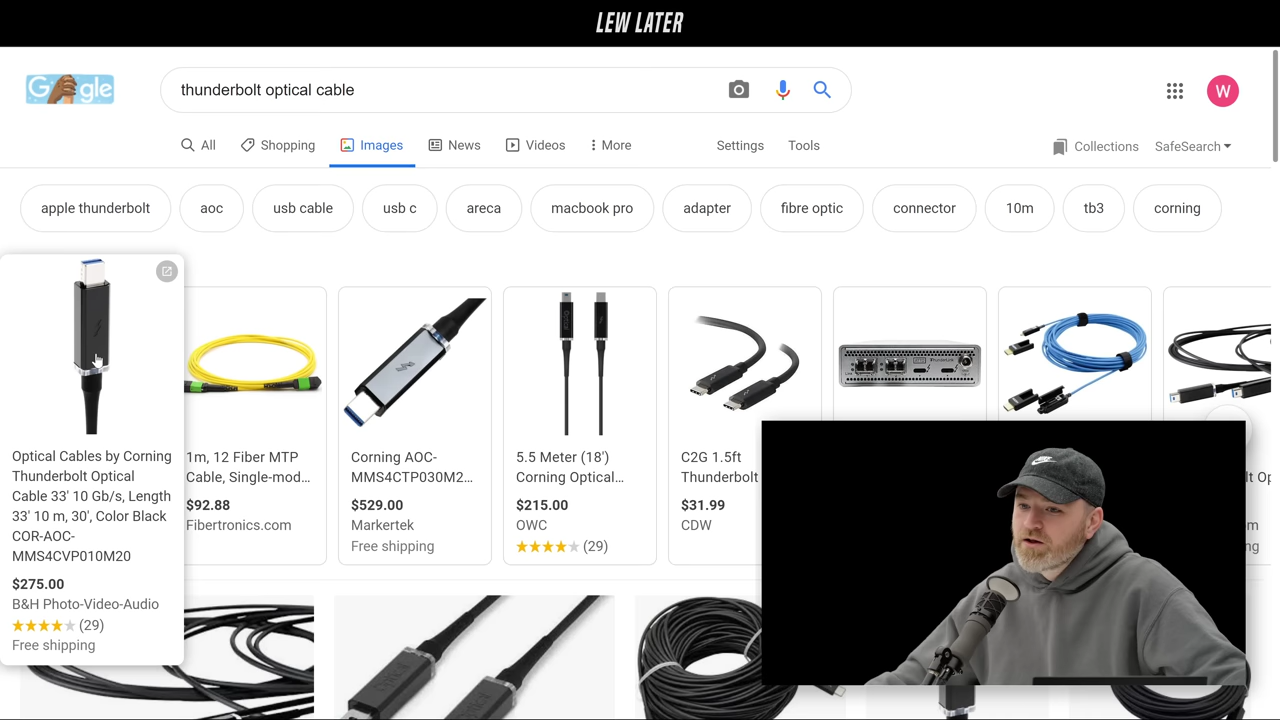 LEW LATER
G gle
thunderbolt optical cable
W
All
Shopping
Images
News
Videos
More
Settings
Tools
Collections
SafeSearch
apple thunderbolt
aoc
usb cable
usb c
areca
macbook pro
adapter
fibre optic
connector
10m
tb3
corning
Optical Cables by Corning
Thunderbolt Optical
Cable 33' 10 Gb/s, Length
33' 10 m, 30', Color Black
COR-AOC-
MMS4CVP010M20
$275.00
B&H Photo-Video-Audio
(29)
Free shipping
1m, 12 Fiber MTP
Cable, Single-mod...
$92.88
Fibertronics.com
Corning AOC-
MMS4CTP030M2...
$529.00
Markertek
Free shipping
5.5 Meter (18')
Corning Optical...
$215.00
OWC
(29)
C2G 1.5ft
Thunderbolt
$31.99
CDW